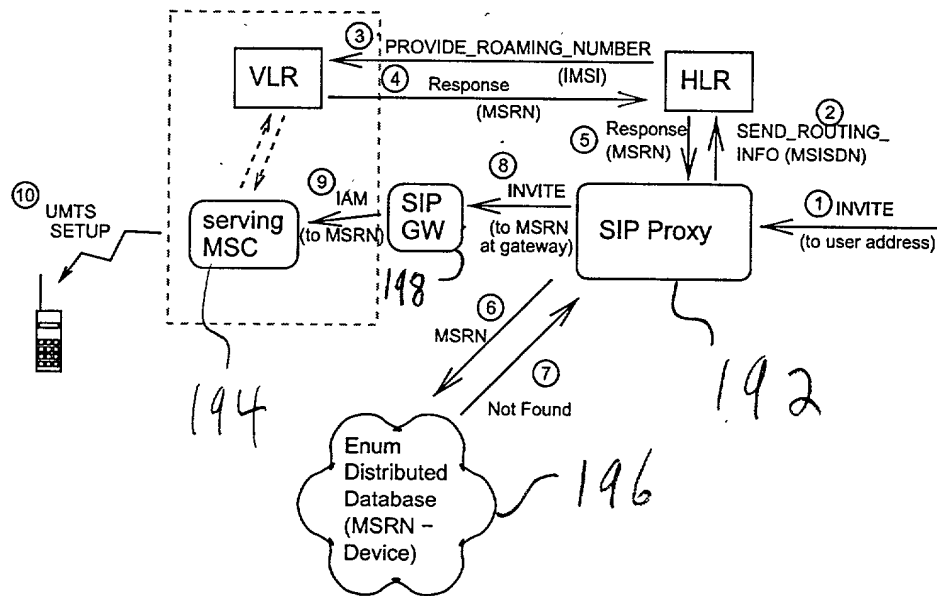 ③ PROVIDE_ROAMING_NUMBER
(IMSI)
VLR
④ Response
(MSRN)
HLR
⑤ Response
(MSRN)
② SEND_ROUTING_
INFO (MSISDN)
⑩ UMTS
SETUP
serving
MSC
⑨ IAM
(to MSRN)
SIP
GW
⑧ INVITE
(to MSRN
at gateway)
SIP Proxy
① INVITE
(to user address)
198
⑥ MSRN
⑦ Not Found
194
192
Enum
Distributed
Database
(MSRN –
Device)
196